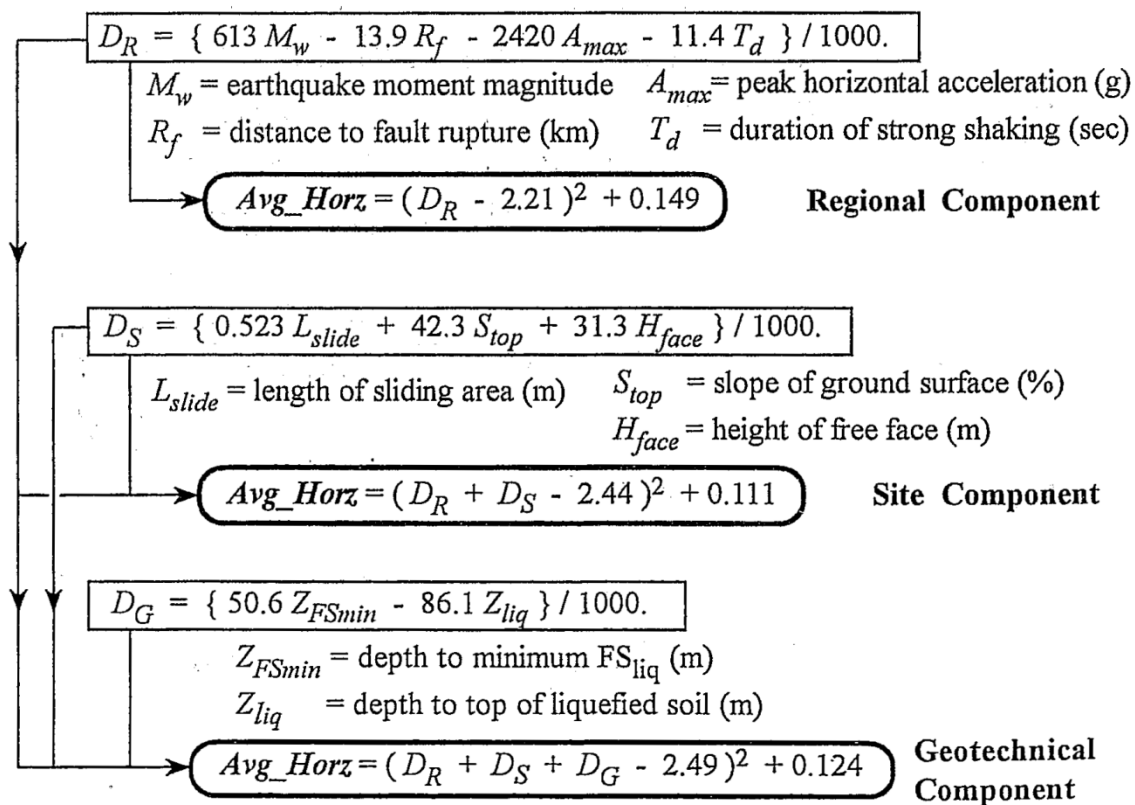 D_R = { 613 M_w - 13.9 R_f - 2420 A_max - 11.4 T_d } / 1000.
M_w = earthquake moment magnitude A_max = peak horizontal acceleration (g)
R_f = distance to fault rupture (km) T_d = duration of strong shaking (sec)
Avg_Horz = ( D_R - 2.21 )² + 0.149 Regional Component
D_S = { 0.523 L_slide + 42.3 S_top + 31.3 H_face } / 1000.
L_slide = length of sliding area (m) S_top = slope of ground surface (%)
H_face = height of free face (m)
Avg_Horz = ( D_R + D_S - 2.44 )² + 0.111 Site Component
D_G = { 50.6 Z_FSmin - 86.1 Z_liq } / 1000.
Z_FSmin = depth to minimum FS_liq (m)
Z_liq = depth to top of liquefied soil (m)
Avg_Horz = ( D_R + D_S + D_G - 2.49 )² + 0.124 Geotechnical
Component